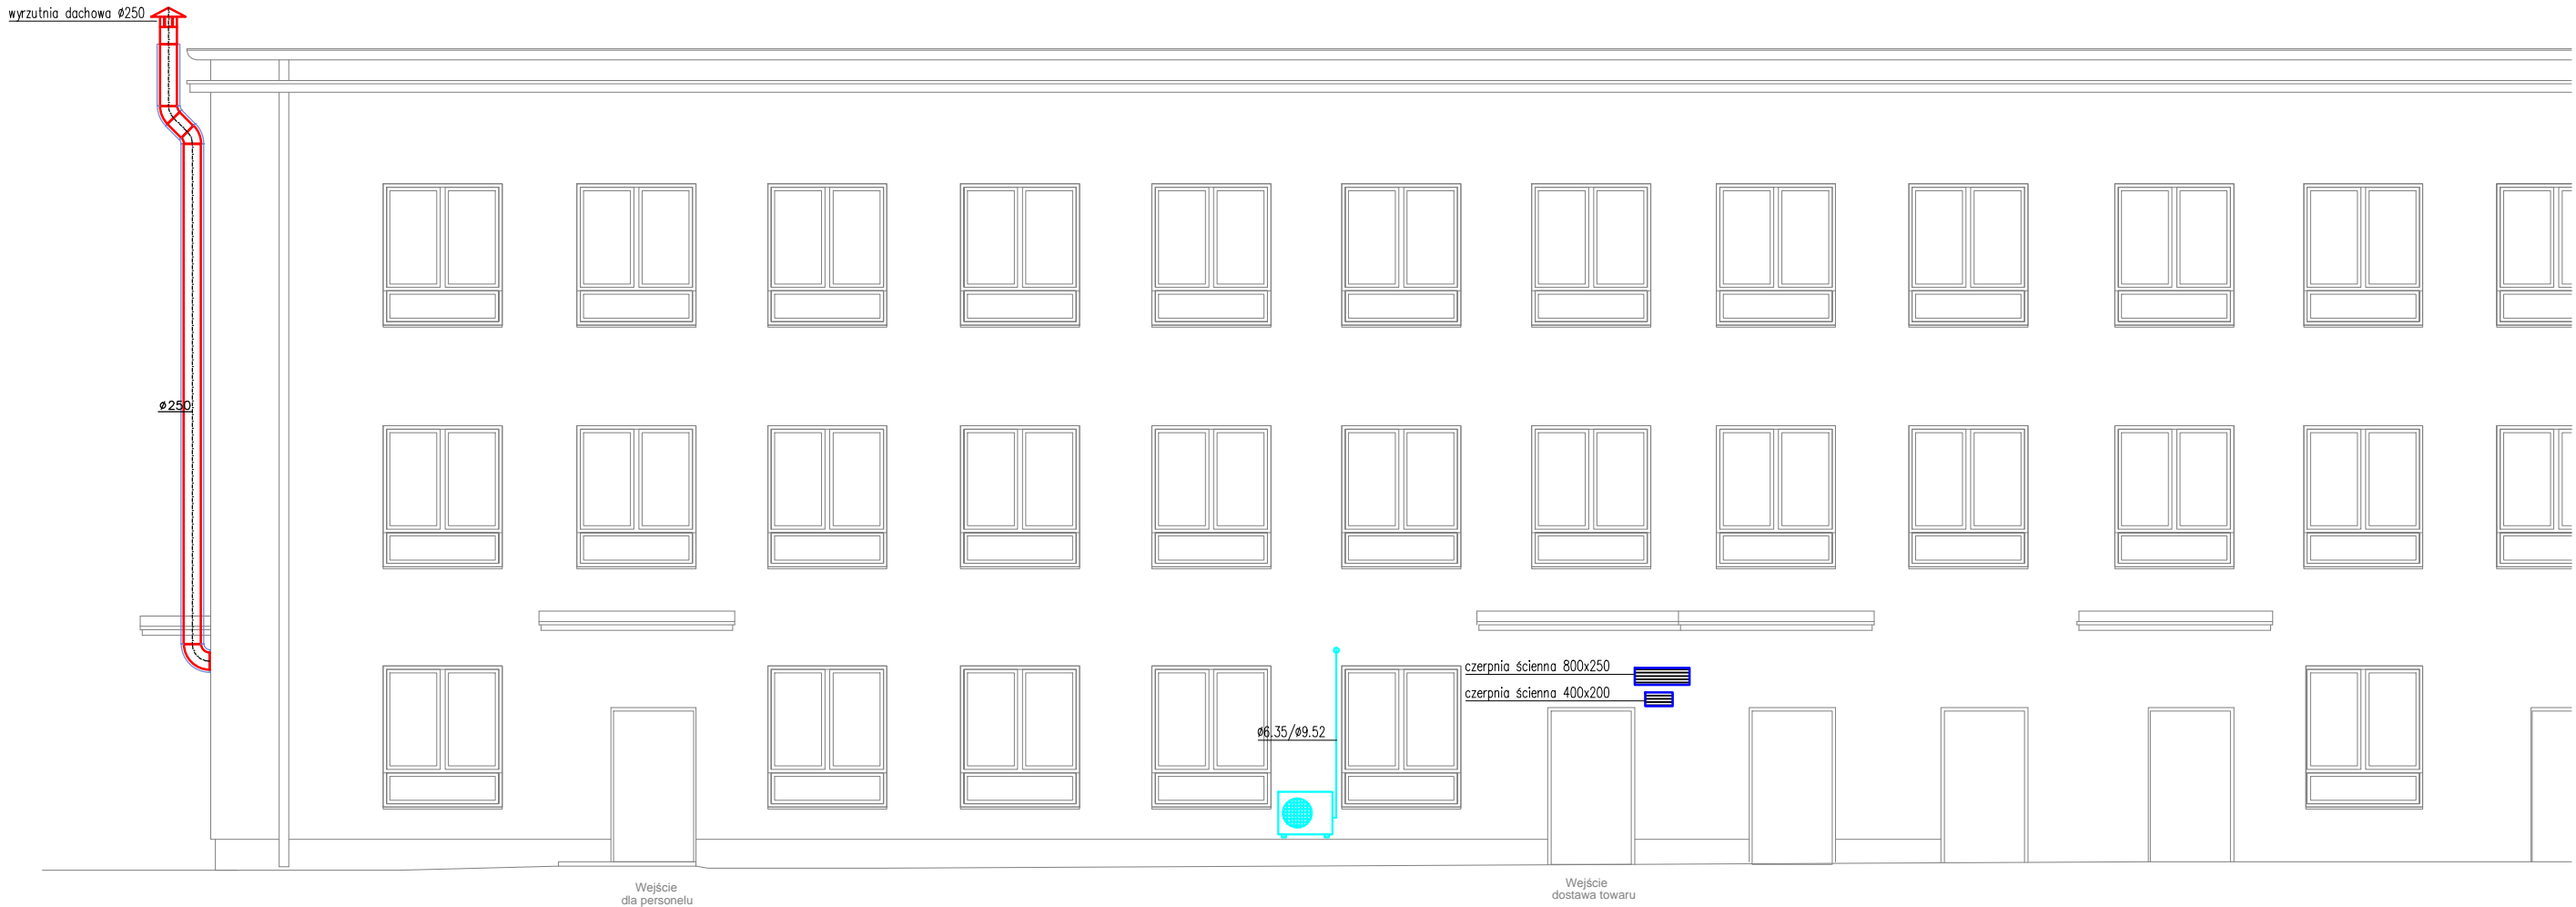 wyrzutnia dachowa ø250
ø250
czerpnia ścienna 800x250
czerpnia ścienna 400x200
ø6.35/ø9.52
Wejście
dla personelu
Wejście
dostawa towaru